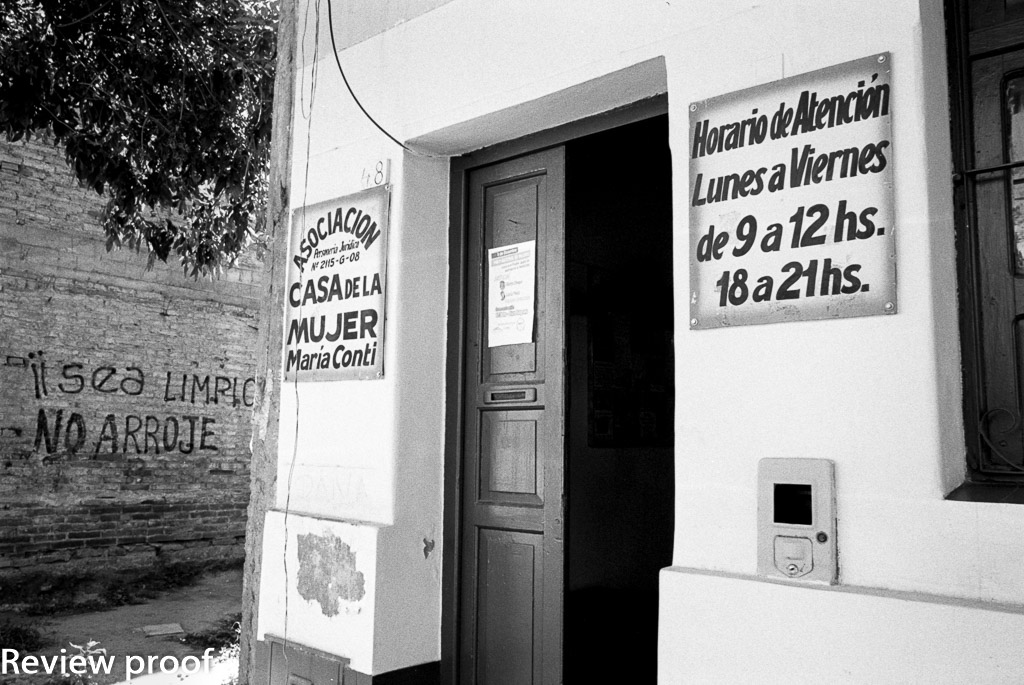 48
ASOCIACION
Personería Jurídica
Nº 2115-G-08
CASA DE LA
MUJER
María Conti
Horario de Atención
Lunes a Viernes
de 9 a 12 hs.
18 a 21 hs.
sea LIMPIO
NO ARROJE
Review proof